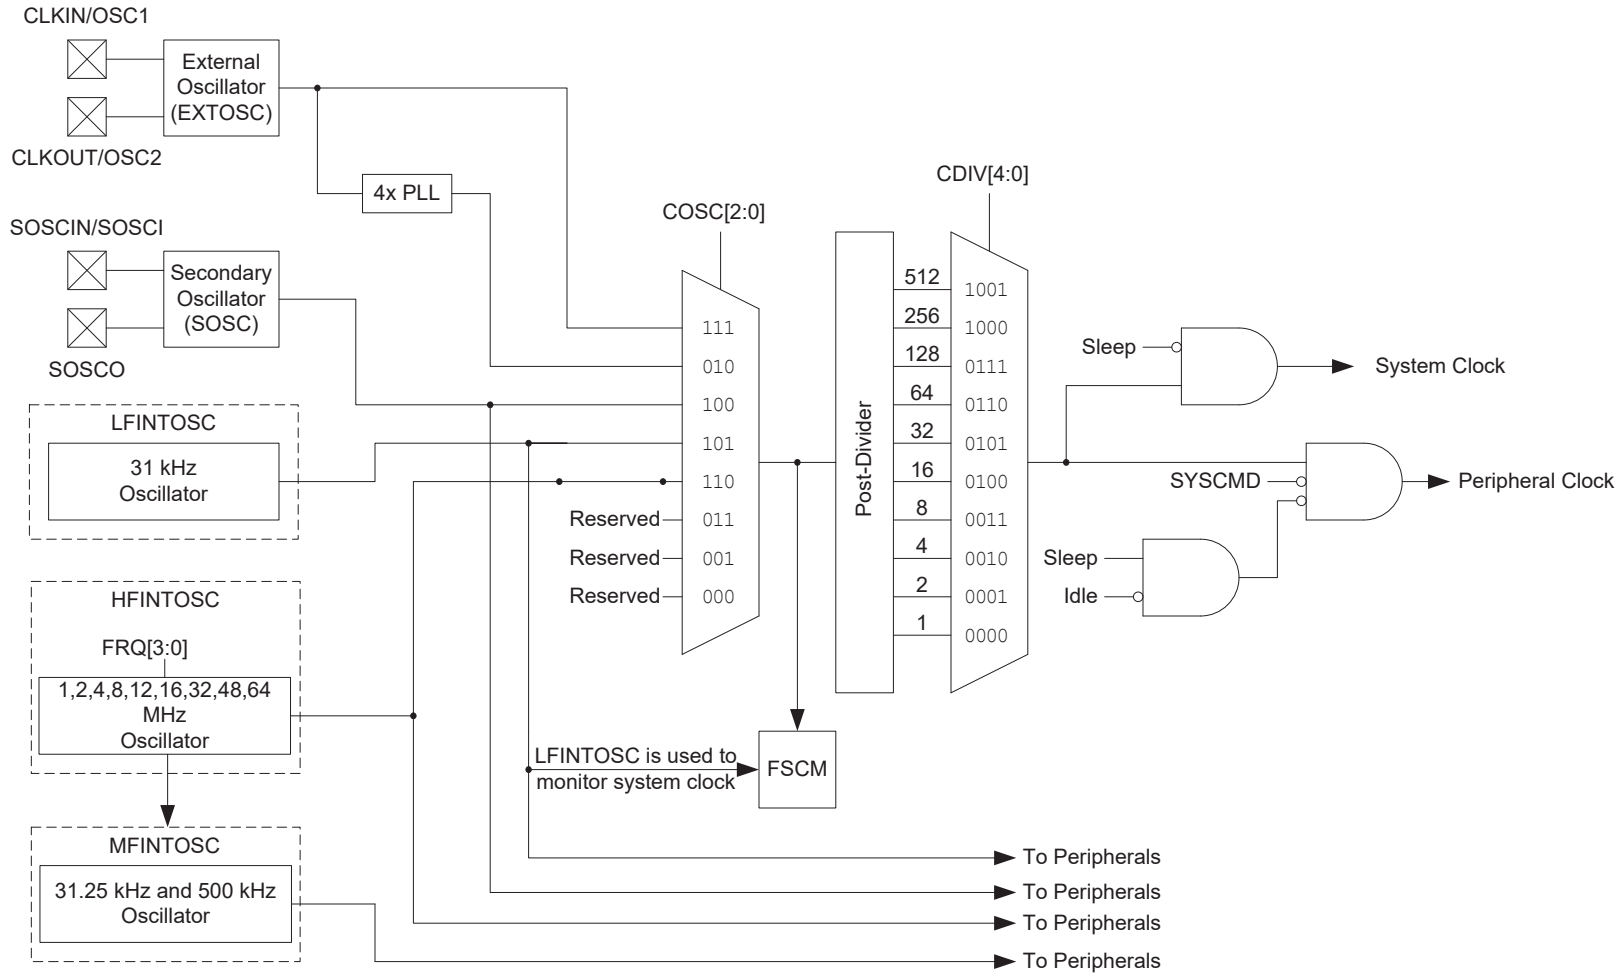 CLKIN/OSC1
External
Oscillator
(EXTOSC)
CLKOUT/OSC2
4x PLL
SOSCIN/SOSCI
Secondary
Oscillator
(SOSC)
SOSCO
LFINTOSC
31 kHz
Oscillator
HFINTOSC
FRQ[3:0]
1,2,4,8,12,16,32,48,64
MHz
Oscillator
MFINTOSC
31.25 kHz and 500 kHz
Oscillator
COSC[2:0]
111
010
100
101
110
Reserved 011
Reserved 001
Reserved 000
LFINTOSC is used to
monitor system clock
FSCM
Post-Divider
CDIV[4:0]
512 1001
256 1000
128 0111
64 0110
32 0101
16 0100
8 0011
4 0010
2 0001
1 0000
Sleep
System Clock
SYSCMD
Peripheral Clock
Sleep
Idle
To Peripherals
To Peripherals
To Peripherals
To Peripherals